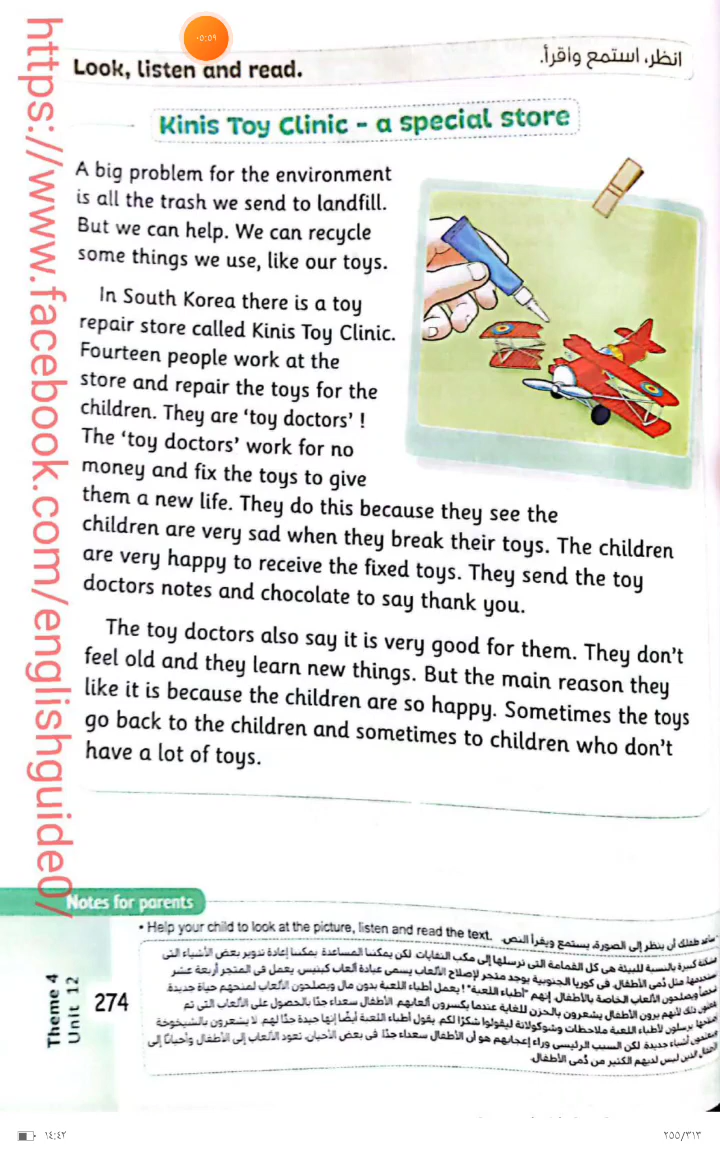 -0:09
انظر، استمع واقرأ.
Look, listen and read.
Kinis Toy Clinic - a special store
A big problem for the environment
is all the trash we send to landfill.
But we can help. We can recycle
some things we use, like our toys.
In South Korea there is a toy
repair store called Kinis Toy Clinic.
Fourteen people work at the
store and repair the toys for the
children. They are ‘toy doctors’ !
The ‘toy doctors’ work for no
money and fix the toys to give
them a new life. They do this because they see the
children are very sad when they break their toys. The children
are very happy to receive the fixed toys. They send the toy
doctors notes and chocolate to say thank you.
The toy doctors also say it is very good for them. They don’t
feel old and they learn new things. But the main reason they
like it is because the children are so happy. Sometimes the toys
go back to the children and sometimes to children who don’t
have a lot of toys.
https://www.facebook.com/englishguide0/
Notes for parents
• Help your child to look at the picture, listen and read the text.
ساعد طفلك أن ينظر إلى الصورة، يستمع ويقرأ النص.
مشكلة كبيرة بالنسبة للبيئة هى كل القمامة التى نرسلها إلى مكب النفايات. لكن يمكننا المساعدة. يمكننا إعادة تدوير بعض الأشياء التى
نستخدمها مثل دُمى الأطفال. فى كوريا الجنوبية يوجد متجر لإصلاح الألعاب يسمى عيادة ألعاب كينيس. يعمل فى المتجر أربعة عشر
شخصاً ويصلحون الألعاب الخاصة بالأطفال. إنهم "أطباء اللعبة"! يعمل أطباء اللعبة بدون مال ويصلحون الألعاب لمنحهم حياة جديدة.
يفعلون ذلك لأنهم يرون الأطفال يشعرون بالحزن للغاية عندما يكسرون ألعابهم. الأطفال سعداء جدًا بالحصول على الألعاب التى تم
يرسلون لأطباء اللعبة ملاحظات وشوكولاتة ليقولوا شكرًا لكم. يقول أطباء اللعبة أيضًا إنها جيدة جدًا لهم. لا يشعرون بالشيخوخة
أشياء جديدة. لكن السبب الرئيسى وراء إعجابهم هو أن الأطفال سعداء جدًا. فى بعض الأحيان، تعود الألعاب إلى الأطفال وأحيانًا إلى
الأطفال الذين ليس لديهم الكثير من دُمى الأطفال.
Theme 4
Unit 12
274
١٤:٤٢
٢٥٥/٣١٣